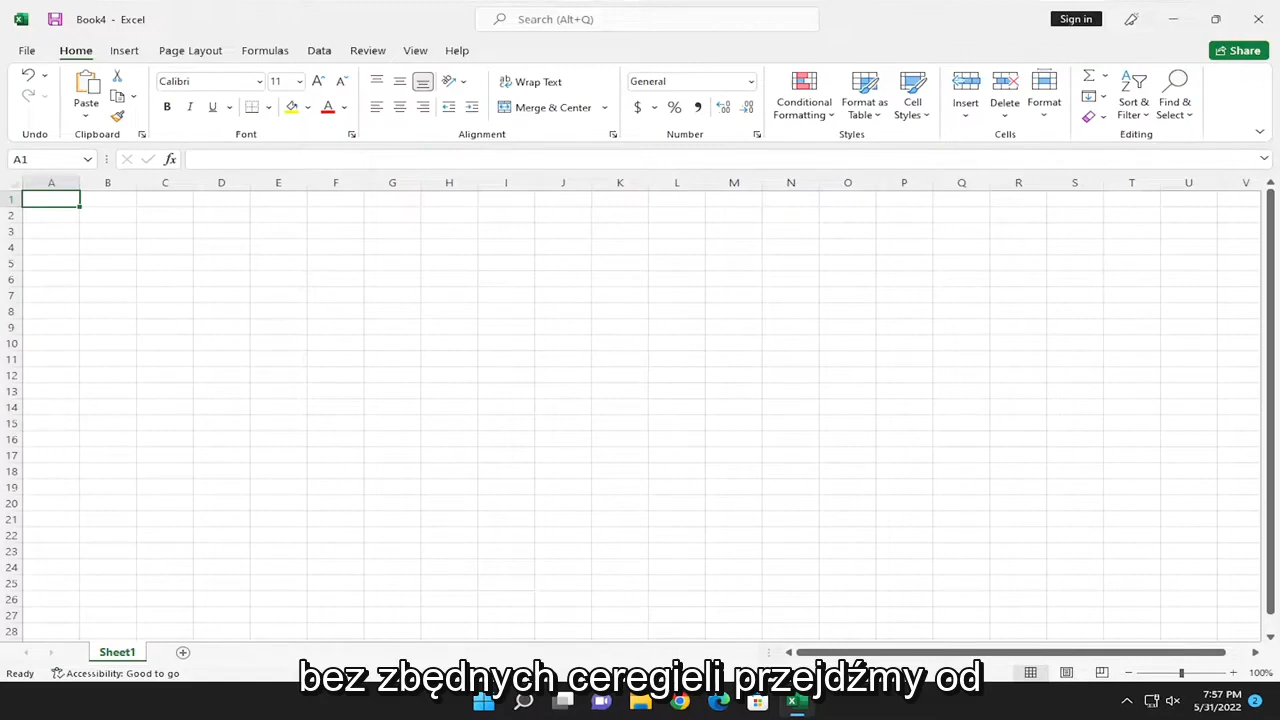 Book4 - Excel
Search (Alt+Q)
Sign in
File Home Insert Page Layout Formulas Data Review View Help
Share
Calibri 11
Wrap Text
General
Paste
B I U
Merge & Center
$ % ,
Conditional Formatting
Format as Table
Cell Styles
Insert
Delete
Format
Sort & Filter
Find & Select
Undo Clipboard Font Alignment Number Styles Cells Editing
A1
fx
A B C D E F G H I J K L M N O P Q R S T U V
1
2
3
4
5
6
7
8
9
10
11
12
13
14
15
16
17
18
19
20
21
22
23
24
25
26
27
28
Sheet1
Ready
Accessibility: Good to go
100%
bez zbędnych ceregieli przejdźmy od
7:57 PM
5/31/2022
2